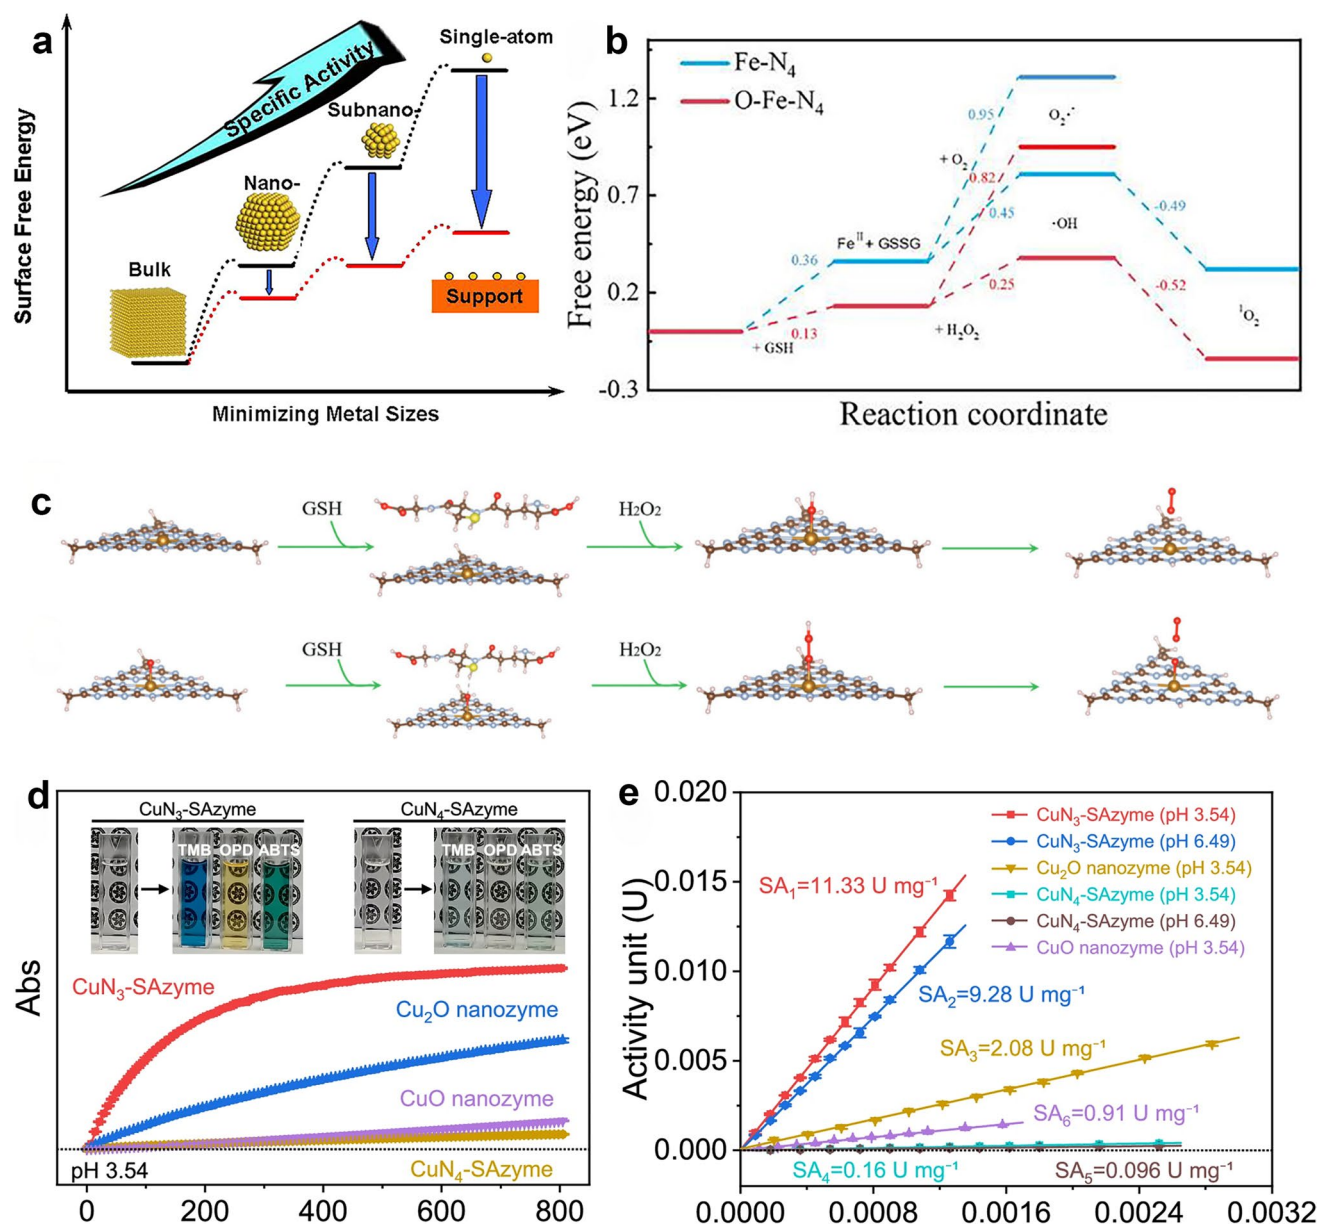 a
Surface Free Energy
Specific Activity
Single-atom
Subnano-
Nano-
Bulk
Support
Minimizing Metal Sizes
b
Fe-N₄
O-Fe-N₄
Free energy (eV)
1.2
0.7
0.2
-0.3
0.95
O₂·⁻
+ O₂
0.82
0.45
-0.49
Feᴵᴵ + GSSG
·OH
0.36
0.25
-0.52
0.13
+ GSH
+ H₂O₂
¹O₂
Reaction coordinate
c
GSH
H₂O₂
GSH
H₂O₂
d
CuN₃-SAzyme
CuN₄-SAzyme
TMB OPD ABTS
TMB OPD ABTS
Abs
CuN₃-SAzyme
Cu₂O nanozyme
CuO nanozyme
CuN₄-SAzyme
pH 3.54
0 200 400 600 800
e
Activity unit (U)
0.020
0.015
0.010
0.005
0.000
CuN₃-SAzyme (pH 3.54)
CuN₃-SAzyme (pH 6.49)
Cu₂O nanozyme (pH 3.54)
CuN₄-SAzyme (pH 3.54)
CuN₄-SAzyme (pH 6.49)
CuO nanozyme (pH 3.54)
SA₁=11.33 U mg⁻¹
SA₂=9.28 U mg⁻¹
SA₃=2.08 U mg⁻¹
SA₆=0.91 U mg⁻¹
SA₄=0.16 U mg⁻¹
SA₅=0.096 U mg⁻¹
0.0000 0.0008 0.0016 0.0024 0.0032